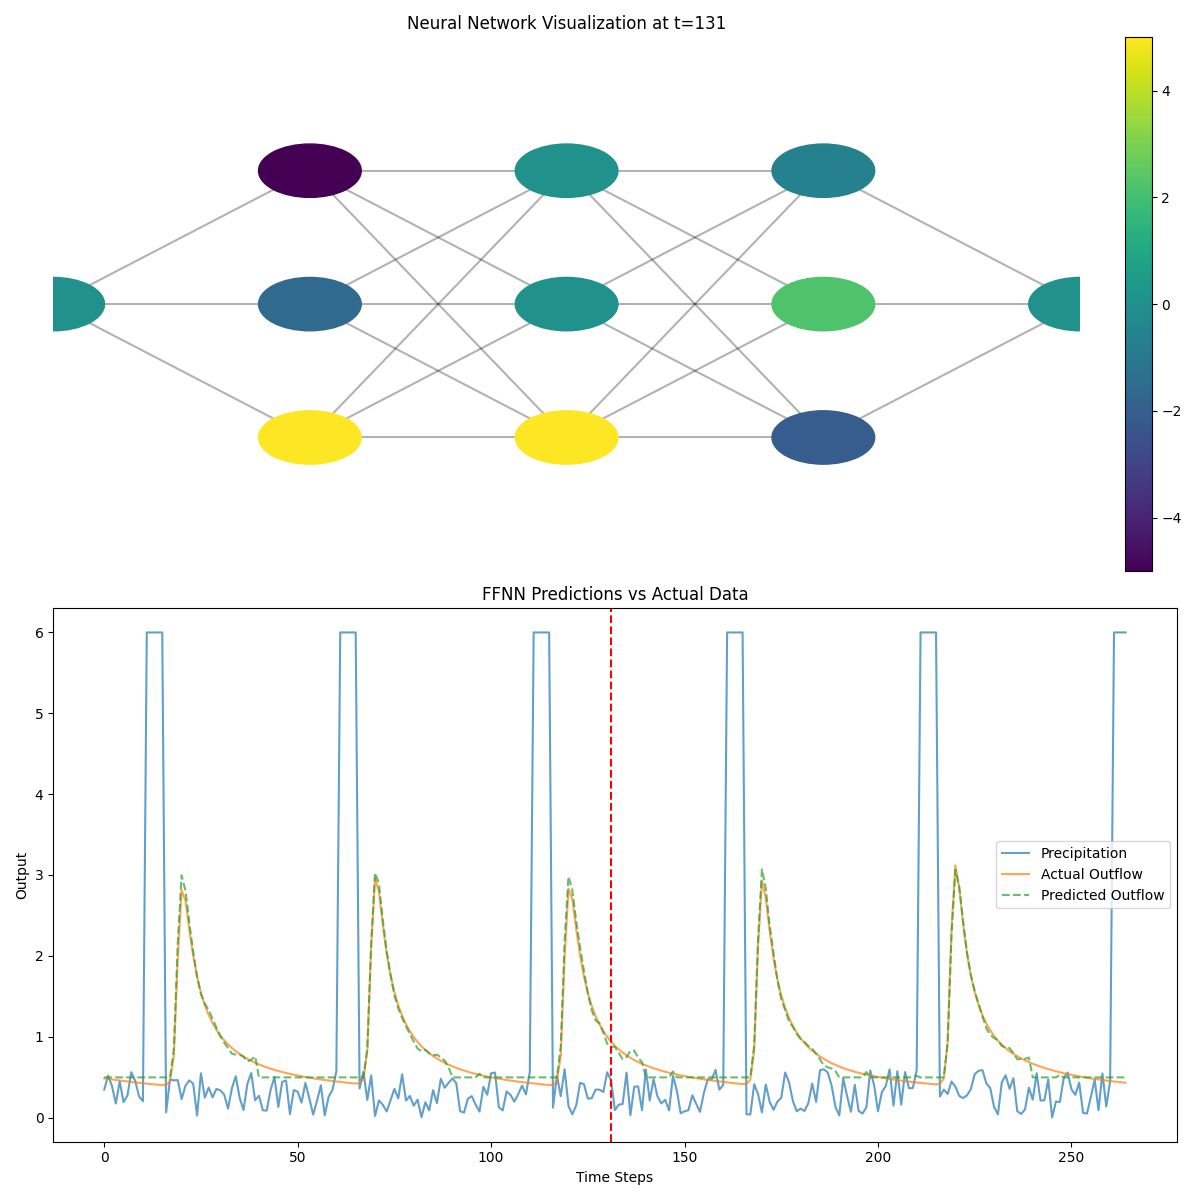 Neural Network Visualization at t=131
4
2
0
−2
−4
FFNN Predictions vs Actual Data
6
5
4
3
2
1
0
Output
Precipitation
Actual Outflow
Predicted Outflow
0 50 100 150 200 250
Time Steps